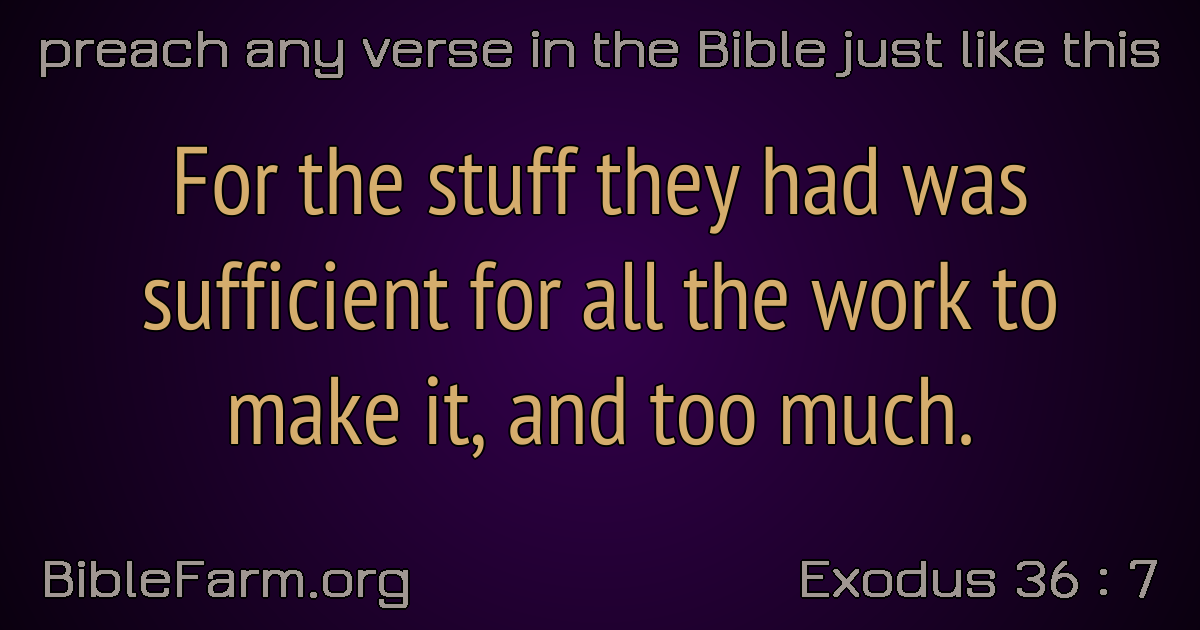 preach any verse in the Bible just like this
For the stuff they had was
sufficient for all the work to
make it, and too much.
BibleFarm.org
Exodus 36 : 7